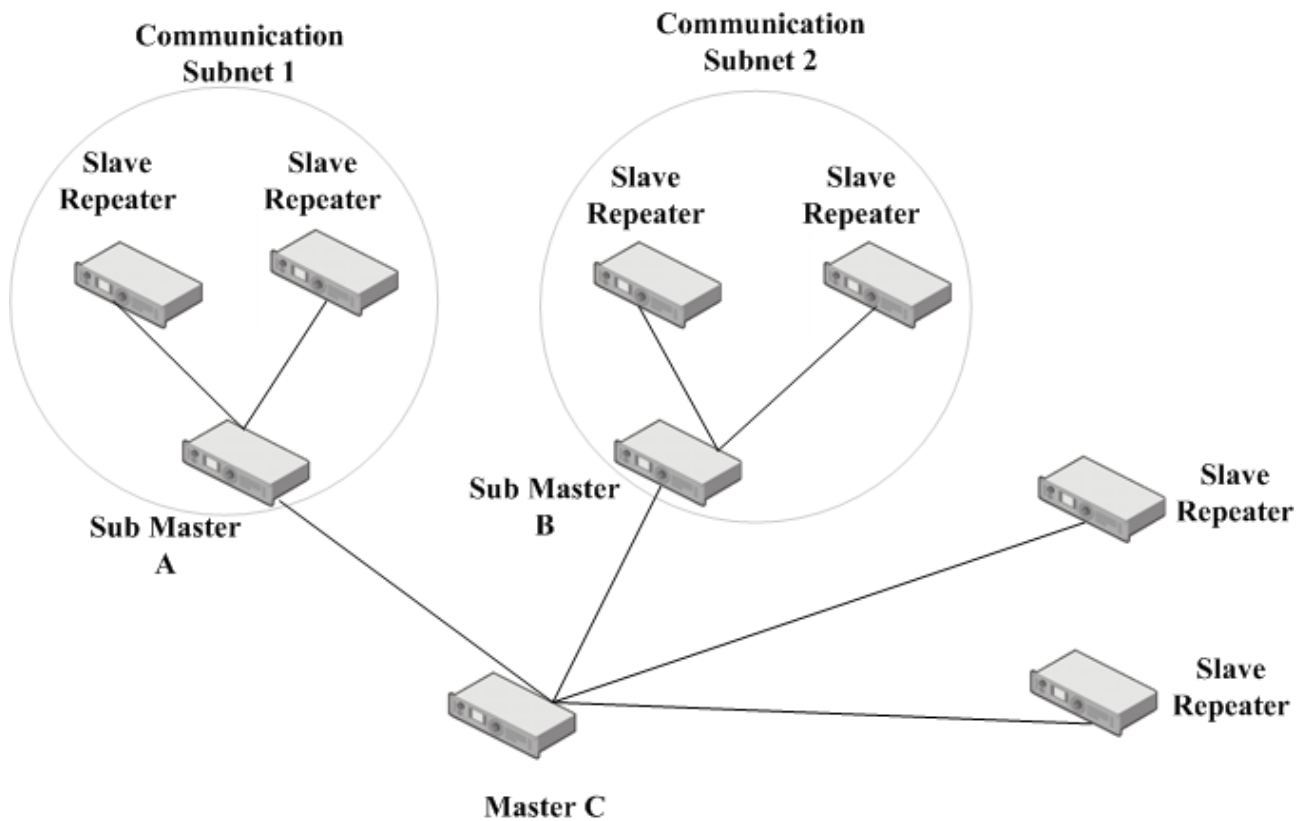 Communication
Subnet 1
Communication
Subnet 2
Slave
Repeater
Slave
Repeater
Slave
Repeater
Slave
Repeater
Sub Master
A
Sub Master
B
Slave
Repeater
Slave
Repeater
Master C